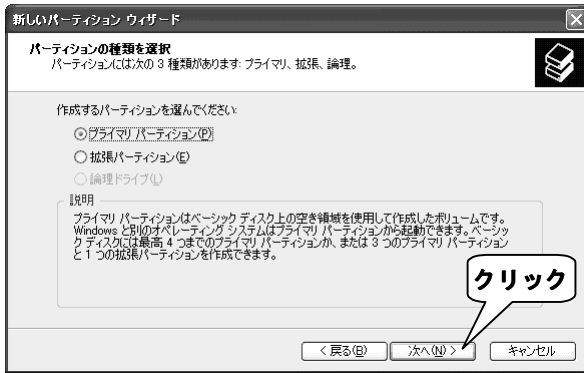 新しいパーティション ウィザード
パーティションの種類を選択
パーティションには次の 3 種類があります: プライマリ、拡張、論理。
作成するパーティションを選んでください:
プライマリ パーティション(P)
拡張パーティション(E)
論理ドライブ(L)
説明
プライマリ パーティションはベーシック ディスク上の空き領域を使用して作成したボリュームです。
Windows と別のオペレーティング システムはプライマリ パーティションから起動できます。ベーシッ
ク ディスクには最高 4 つまでのプライマリ パーティションか、または 3 つのプライマリ パーティション
と 1 つの拡張パーティションを作成できます。
クリック
< 戻る(B)
次へ(N) >
キャンセル